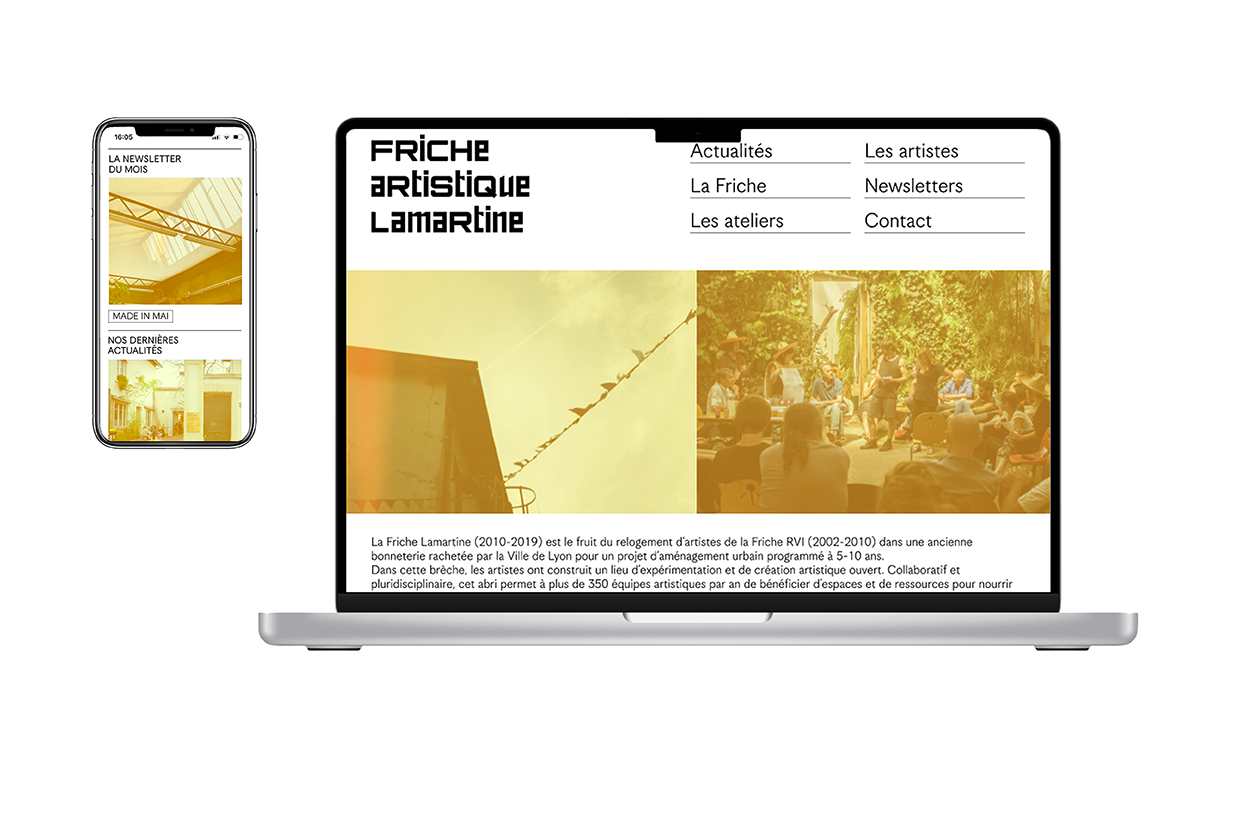 16:05
LA NEWSLETTER
DU MOIS
MADE IN MAI
NOS DERNIÈRES
ACTUALITÉS
FRICHE
aRtistiQue
LamaRtine
Actualités
Les artistes
La Friche
Newsletters
Les ateliers
Contact
La Friche Lamartine (2010-2019) est le fruit du relogement d'artistes de la Friche RVI (2002-2010) dans une ancienne
bonneterie rachetée par la Ville de Lyon pour un projet d'aménagement urbain programmé à 5-10 ans.
Dans cette brèche, les artistes ont construit un lieu d'expérimentation et de création artistique ouvert. Collaboratif et
pluridisciplinaire, cet abri permet à plus de 350 équipes artistiques par an de bénéficier d'espaces et de ressources pour nourrir